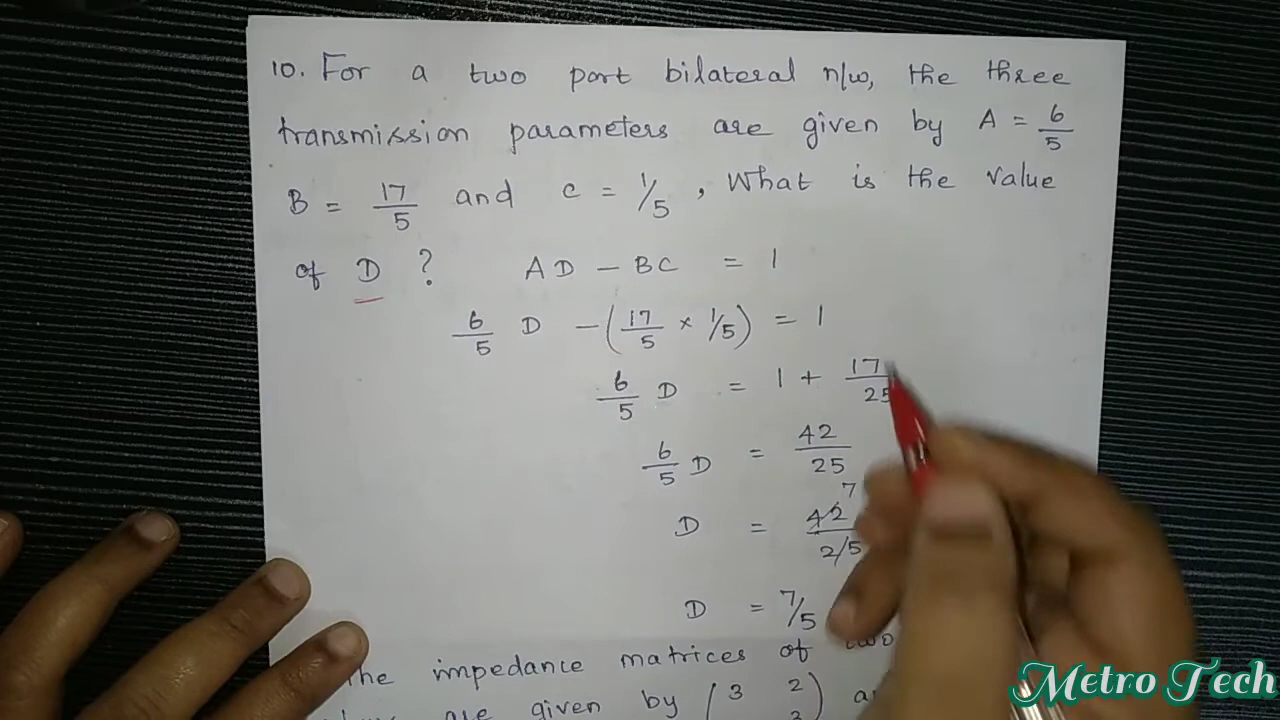 10. For a two port bilateral n/w, the three
transmission parameters are given by A = 6/5
B = 17/5 and C = 1/5, What is the value
of D ? AD - BC = 1
6/5 D - (17/5 × 1/5) = 1
6/5 D = 1 + 17/25
6/5 D = 42/25
D = 42/25 7
D = 7/5
The impedance matrices of two
are given by (3 2
Metro Tech